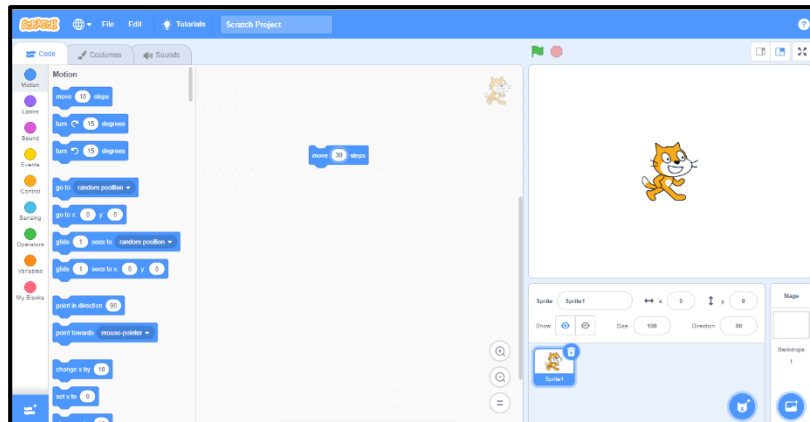 SCRATCH File Edit Tutorials Scratch Project ?
Code Costumes Sounds
Motion
Looks
Sound
Events
Control
Sensing
Operators
Variables
My Blocks
Motion
move 10 steps
turn 15 degrees
turn 15 degrees
go to random position
go to x: 0 y: 0
glide 1 secs to random position
glide 1 secs to x: 0 y: 0
point in direction 90
point towards mouse-pointer
change x by 10
set x to 0
move 30 steps
Sprite Sprite1 x 0 y 0
Show Size 100 Direction 90
Sprite1
Stage
Backdrops
1